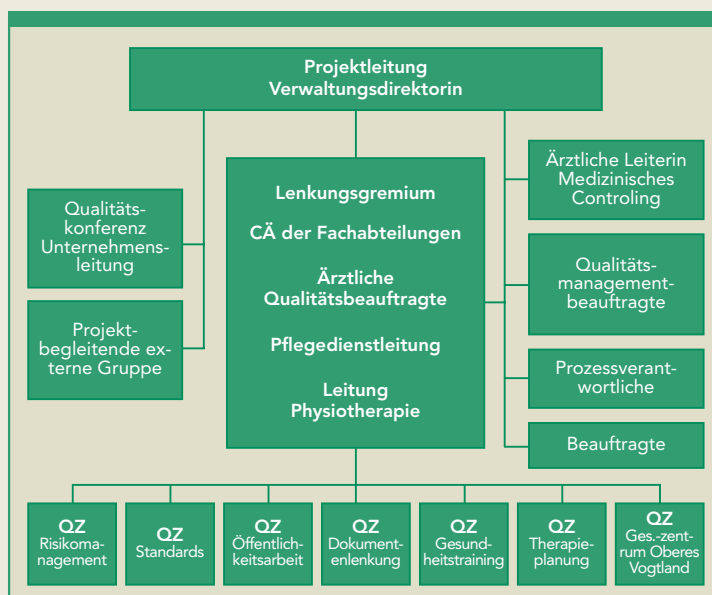 Projektleitung
Verwaltungsdirektorin
Qualitäts-
konferenz
Unternehmens-
leitung
Projekt-
begleitende ex-
terne Gruppe
Lenkungsgremium
CÄ der Fachabteilungen
Ärztliche
Qualitätsbeauftragte
Pflegedienstleitung
Leitung
Physiotherapie
Ärztliche Leiterin
Medizinisches
Controling
Qualitäts-
management-
beauftragte
Prozessverant-
wortliche
Beauftragte
QZ
Risikoma-
nagement
QZ
Standards
QZ
Öffentlich-
keitsarbeit
QZ
Dokument-
enlenkung
QZ
Gesund-
heitstraining
QZ
Therapie-
planung
QZ
Ges.-zent-
rum Oberes
Vogtland